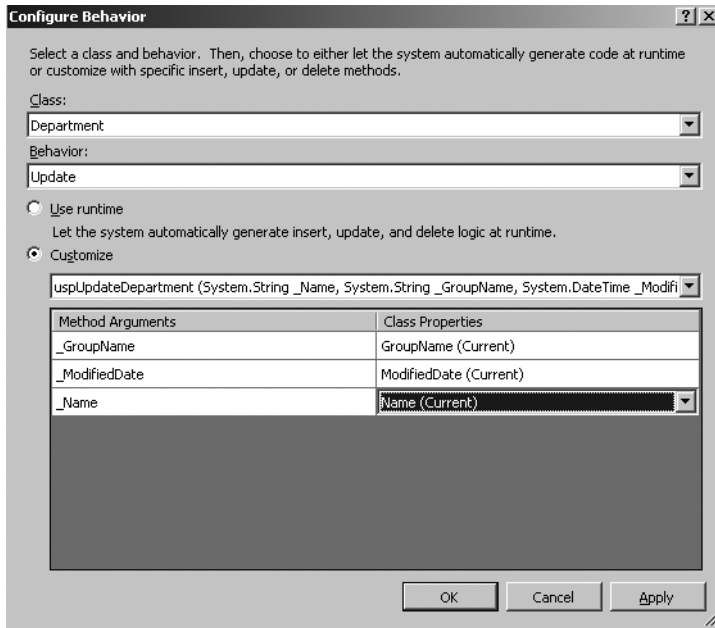 Configure Behavior
Select a class and behavior. Then, choose to either let the system automatically generate code at runtime
or customize with specific insert, update, or delete methods.
Class:
Department
Behavior:
Update
Use runtime
Let the system automatically generate insert, update, and delete logic at runtime.
Customize
uspUpdateDepartment (System.String _Name, System.String _GroupName, System.DateTime _Modifi
Method Arguments Class Properties
_GroupName GroupName (Current)
_ModifiedDate ModifiedDate (Current)
_Name Name (Current)
OK Cancel Apply